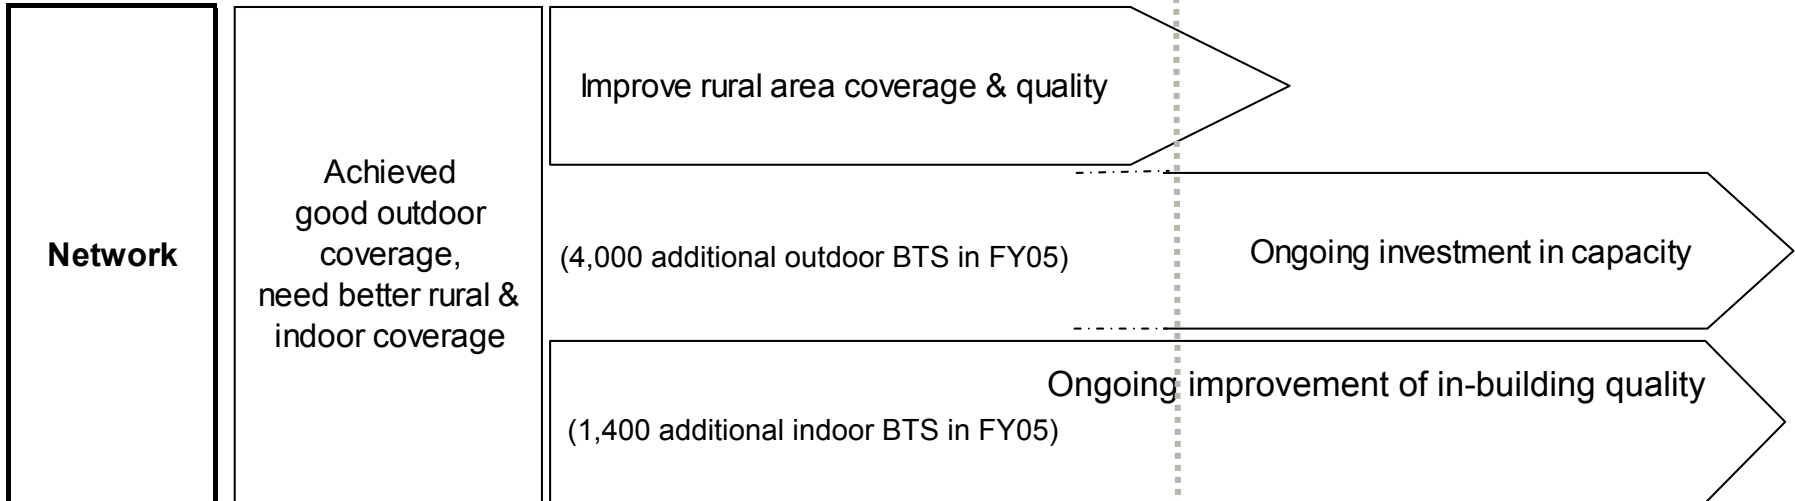 Network
Achieved
good outdoor
coverage,
need better rural &
indoor coverage
Improve rural area coverage & quality
(4,000 additional outdoor BTS in FY05)
Ongoing investment in capacity
Ongoing improvement of in-building quality
(1,400 additional indoor BTS in FY05)